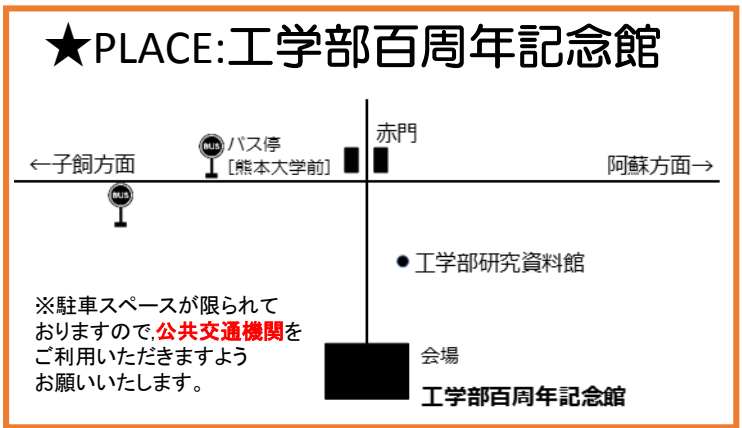 ★PLACE:工学部百周年記念館
赤門
BUS
バス停
[熊本大学前]
←子飼方面
阿蘇方面→
BUS
工学部研究資料館
※駐車スペースが限られて
おりますので,公共交通機関を
ご利用いただきますよう
お願いいたします。
会場
工学部百周年記念館